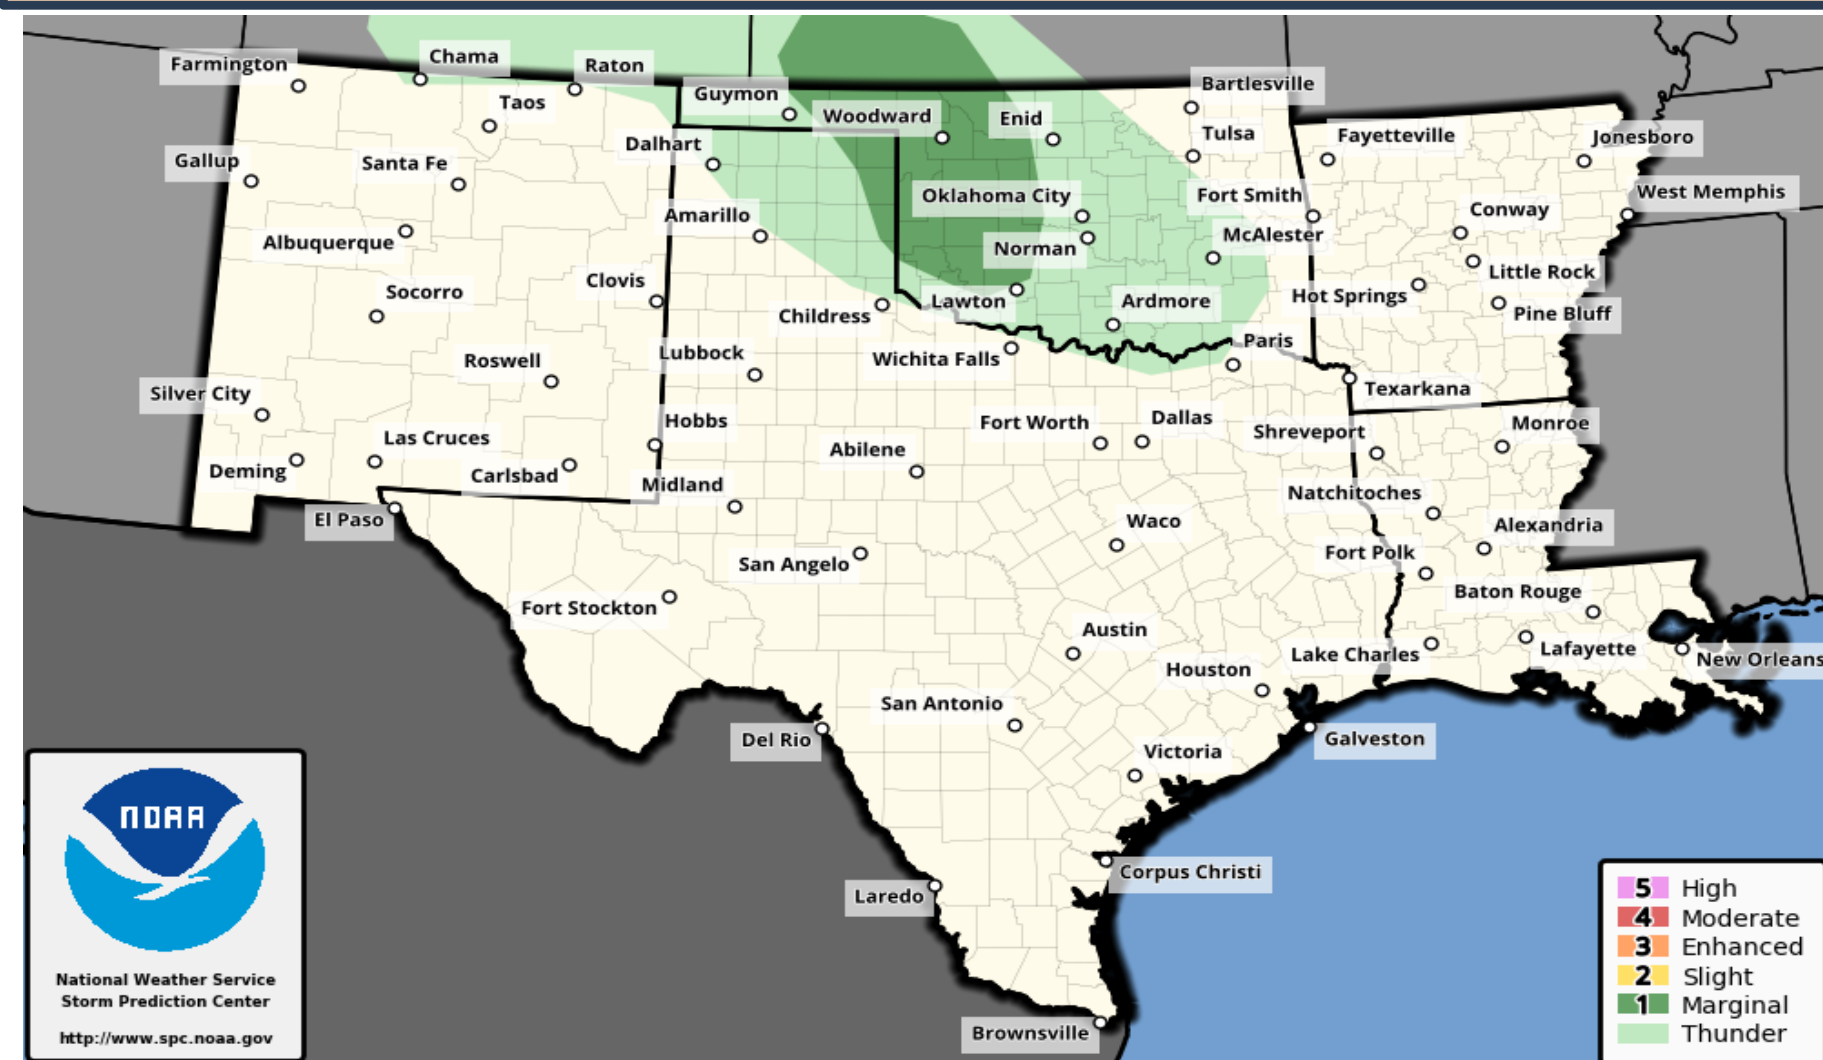 Farmington
Chama
Raton
Taos
Guymon
Woodward
Enid
Bartlesville
Tulsa
Fayetteville
Jonesboro
Gallup
Santa Fe
Dalhart
Oklahoma City
Fort Smith
West Memphis
Albuquerque
Amarillo
Norman
McAlester
Conway
Socorro
Clovis
Childress
Lawton
Ardmore
Hot Springs
Little Rock
Pine Bluff
Roswell
Lubbock
Wichita Falls
Paris
Texarkana
Silver City
Las Cruces
Hobbs
Abilene
Fort Worth
Dallas
Shreveport
Monroe
Deming
Carlsbad
Midland
Natchitoches
El Paso
San Angelo
Waco
Alexandria
Fort Polk
Baton Rouge
Fort Stockton
Austin
Houston
Lake Charles
Lafayette
New Orleans
San Antonio
Del Rio
Victoria
Galveston
Corpus Christi
Laredo
Brownsville
NOAA
National Weather Service
Storm Prediction Center
http://www.spc.noaa.gov
5 High
4 Moderate
3 Enhanced
2 Slight
1 Marginal
Thunder